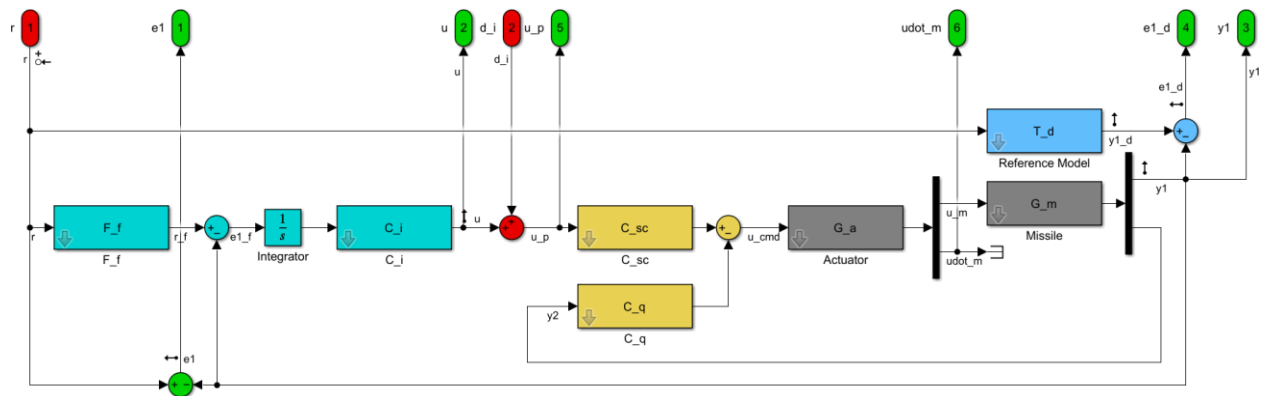 r
1
e1
1
u
2
d_i
2
u_p
5
udot_m
6
e1_d
4
y1
3
r
u
d_i
e1_d
y1
T_d
y1_d
Reference Model
+
-
y1
r
F_f
F_f
r_f
+
-
e1_f
1
s
Integrator
C_i
C_i
u
+
+
u_p
C_sc
C_sc
+
-
u_cmd
G_a
Actuator
u_m
udot_m
G_m
Missile
y2
C_q
C_q
e1
+
-